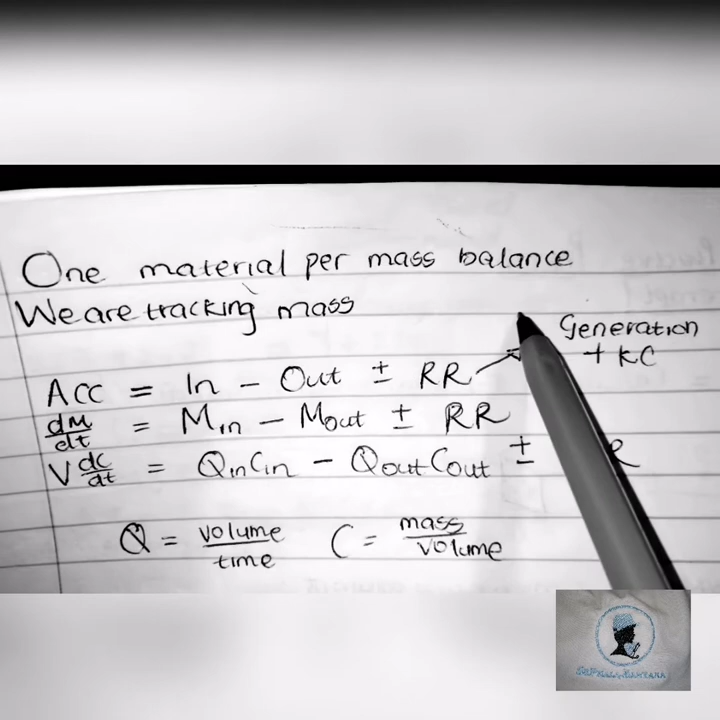 One material per mass balance
We are tracking mass
Generation
+ KC
Acc = In - Out ± RR
dM/dt = Min - Mout ± RR
V dC/dt = QinCin - QoutCout ± R
Q = volume/time C = mass/volume